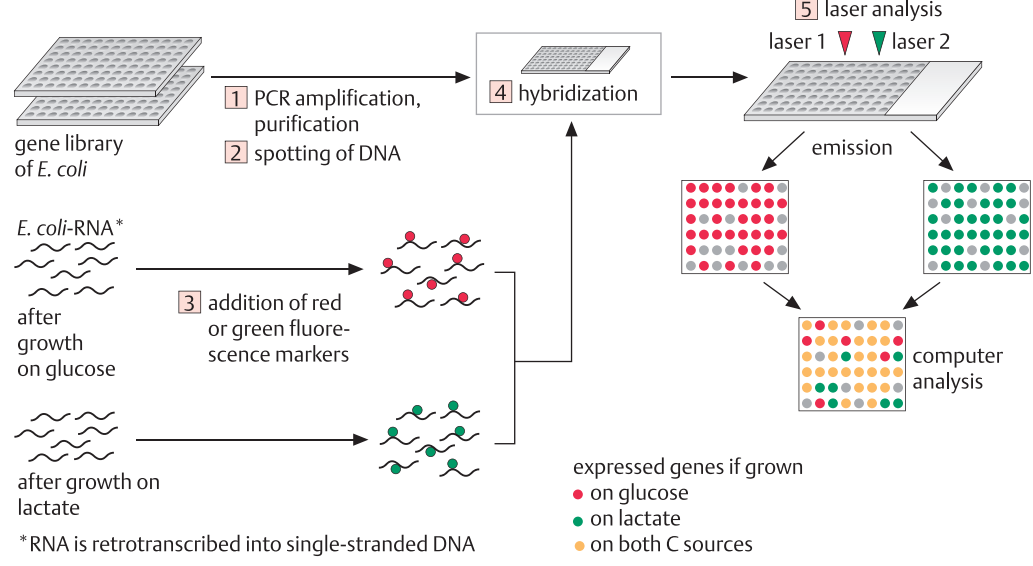 5 laser analysis
laser 1
laser 2
1 PCR amplification,
purification
2 spotting of DNA
4 hybridization
gene library
of E. coli
emission
E. coli-RNA*
3 addition of red
or green fluore-
scence markers
after
growth
on glucose
computer
analysis
after growth on
lactate
expressed genes if grown
on glucose
on lactate
on both C sources
*RNA is retrotranscribed into single-stranded DNA